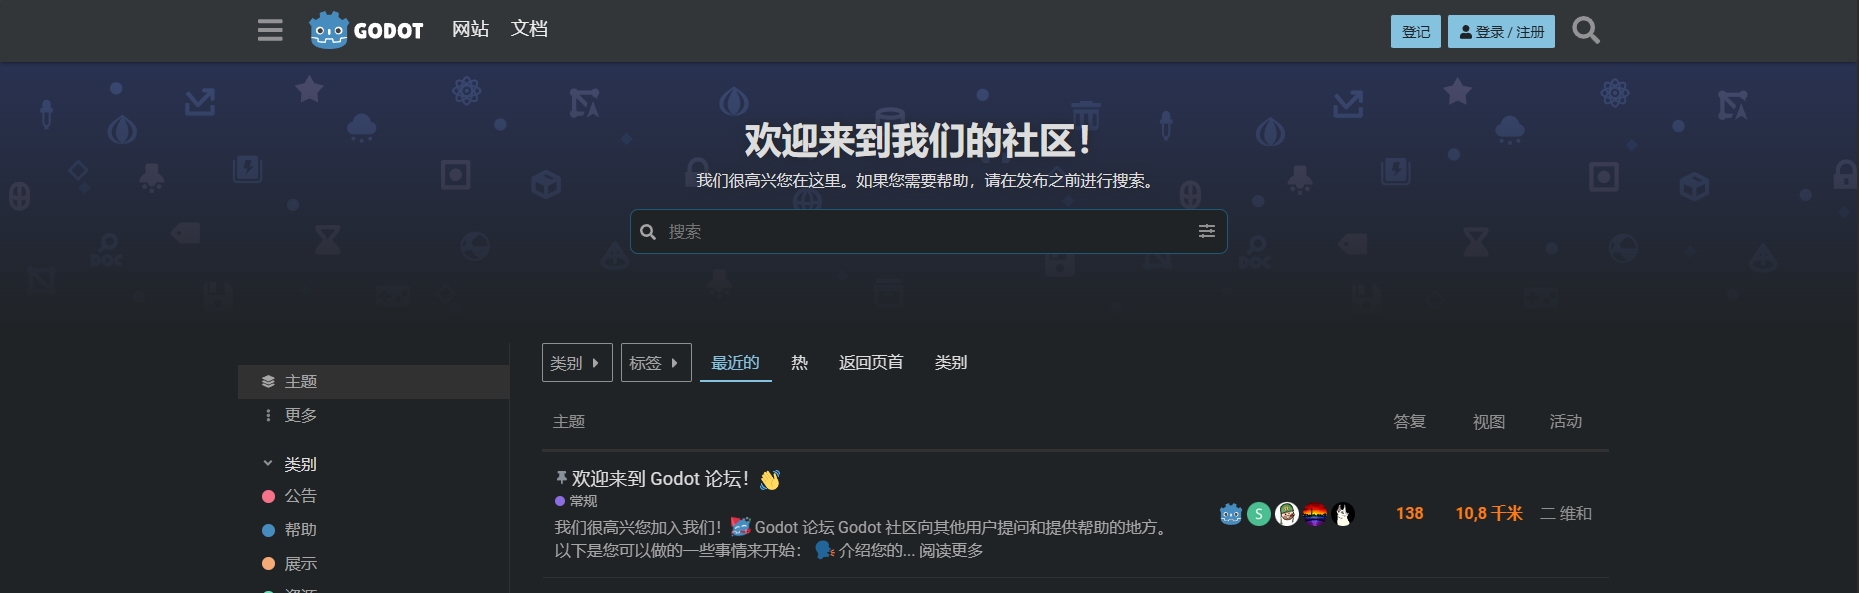 GODOT 网站 文档 登记 登录 / 注册
欢迎来到我们的社区！
我们很高兴您在这里。如果您需要帮助，请在发布之前进行搜索。
搜索
类别 标签 最近的 热 返回页首 类别
主题
更多
类别
公告
帮助
展示
主题 答复 视图 活动
欢迎来到 Godot 论坛！👋
常规
我们很高兴您加入我们！🎉 Godot 论坛 Godot 社区向其他用户提问和提供帮助的地方。
以下是您可以做的一些事情来开始： 🗣 介绍您的... 阅读更多
S
138 10,8 千米 二 维和